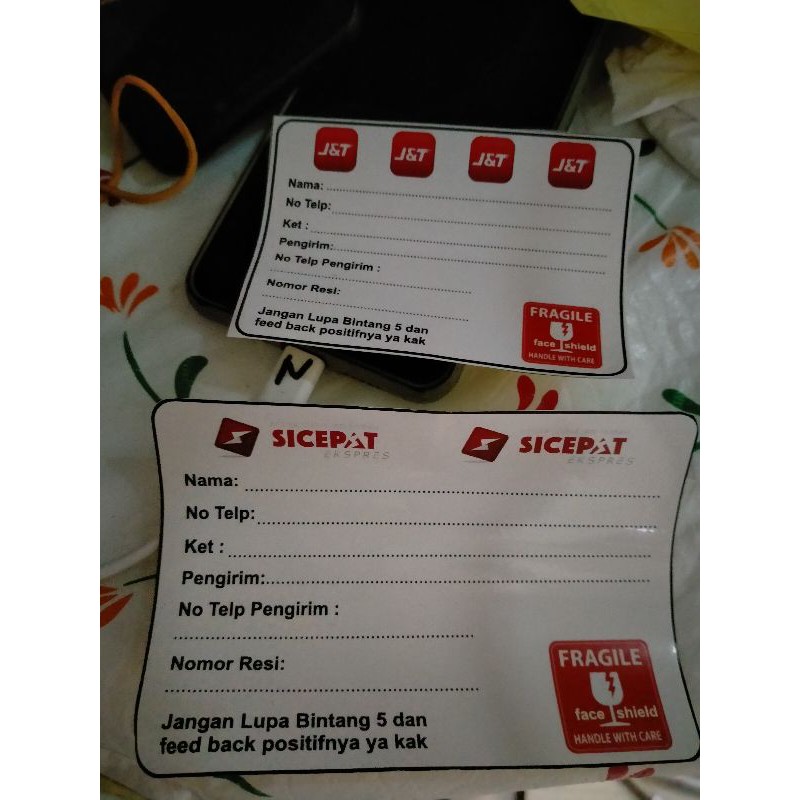 J&T J&T J&T J&T
Nama:
No Telp:
Ket :
Pengirim:
No Telp Pengirim :
Nomor Resi:
Jangan Lupa Bintang 5 dan
feed back positifnya ya kak
FRAGILE
face shield
HANDLE WITH CARE
N
SICEPAT EKSPRES SICEPAT EKSPRES
Nama:
No Telp:
Ket :
Pengirim:
No Telp Pengirim :
Nomor Resi:
Jangan Lupa Bintang 5 dan
feed back positifnya ya kak
FRAGILE
face shield
HANDLE WITH CARE